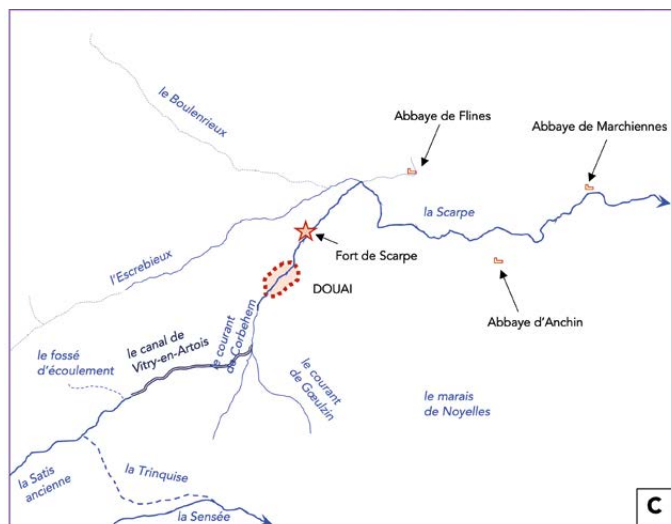 le Boulenrieux
Abbaye de Flines
Abbaye de Marchiennes
la Scarpe
l'Escrebieux
Fort de Scarpe
DOUAI
Abbaye d'Anchin
le fossé
d'écoulement
le canal de
Vitry-en-Artois
le courant
de Corbehem
le courant
de Gœulzin
le marais
de Noyelles
la Satis
ancienne
la Trinquise
la Sensée
C